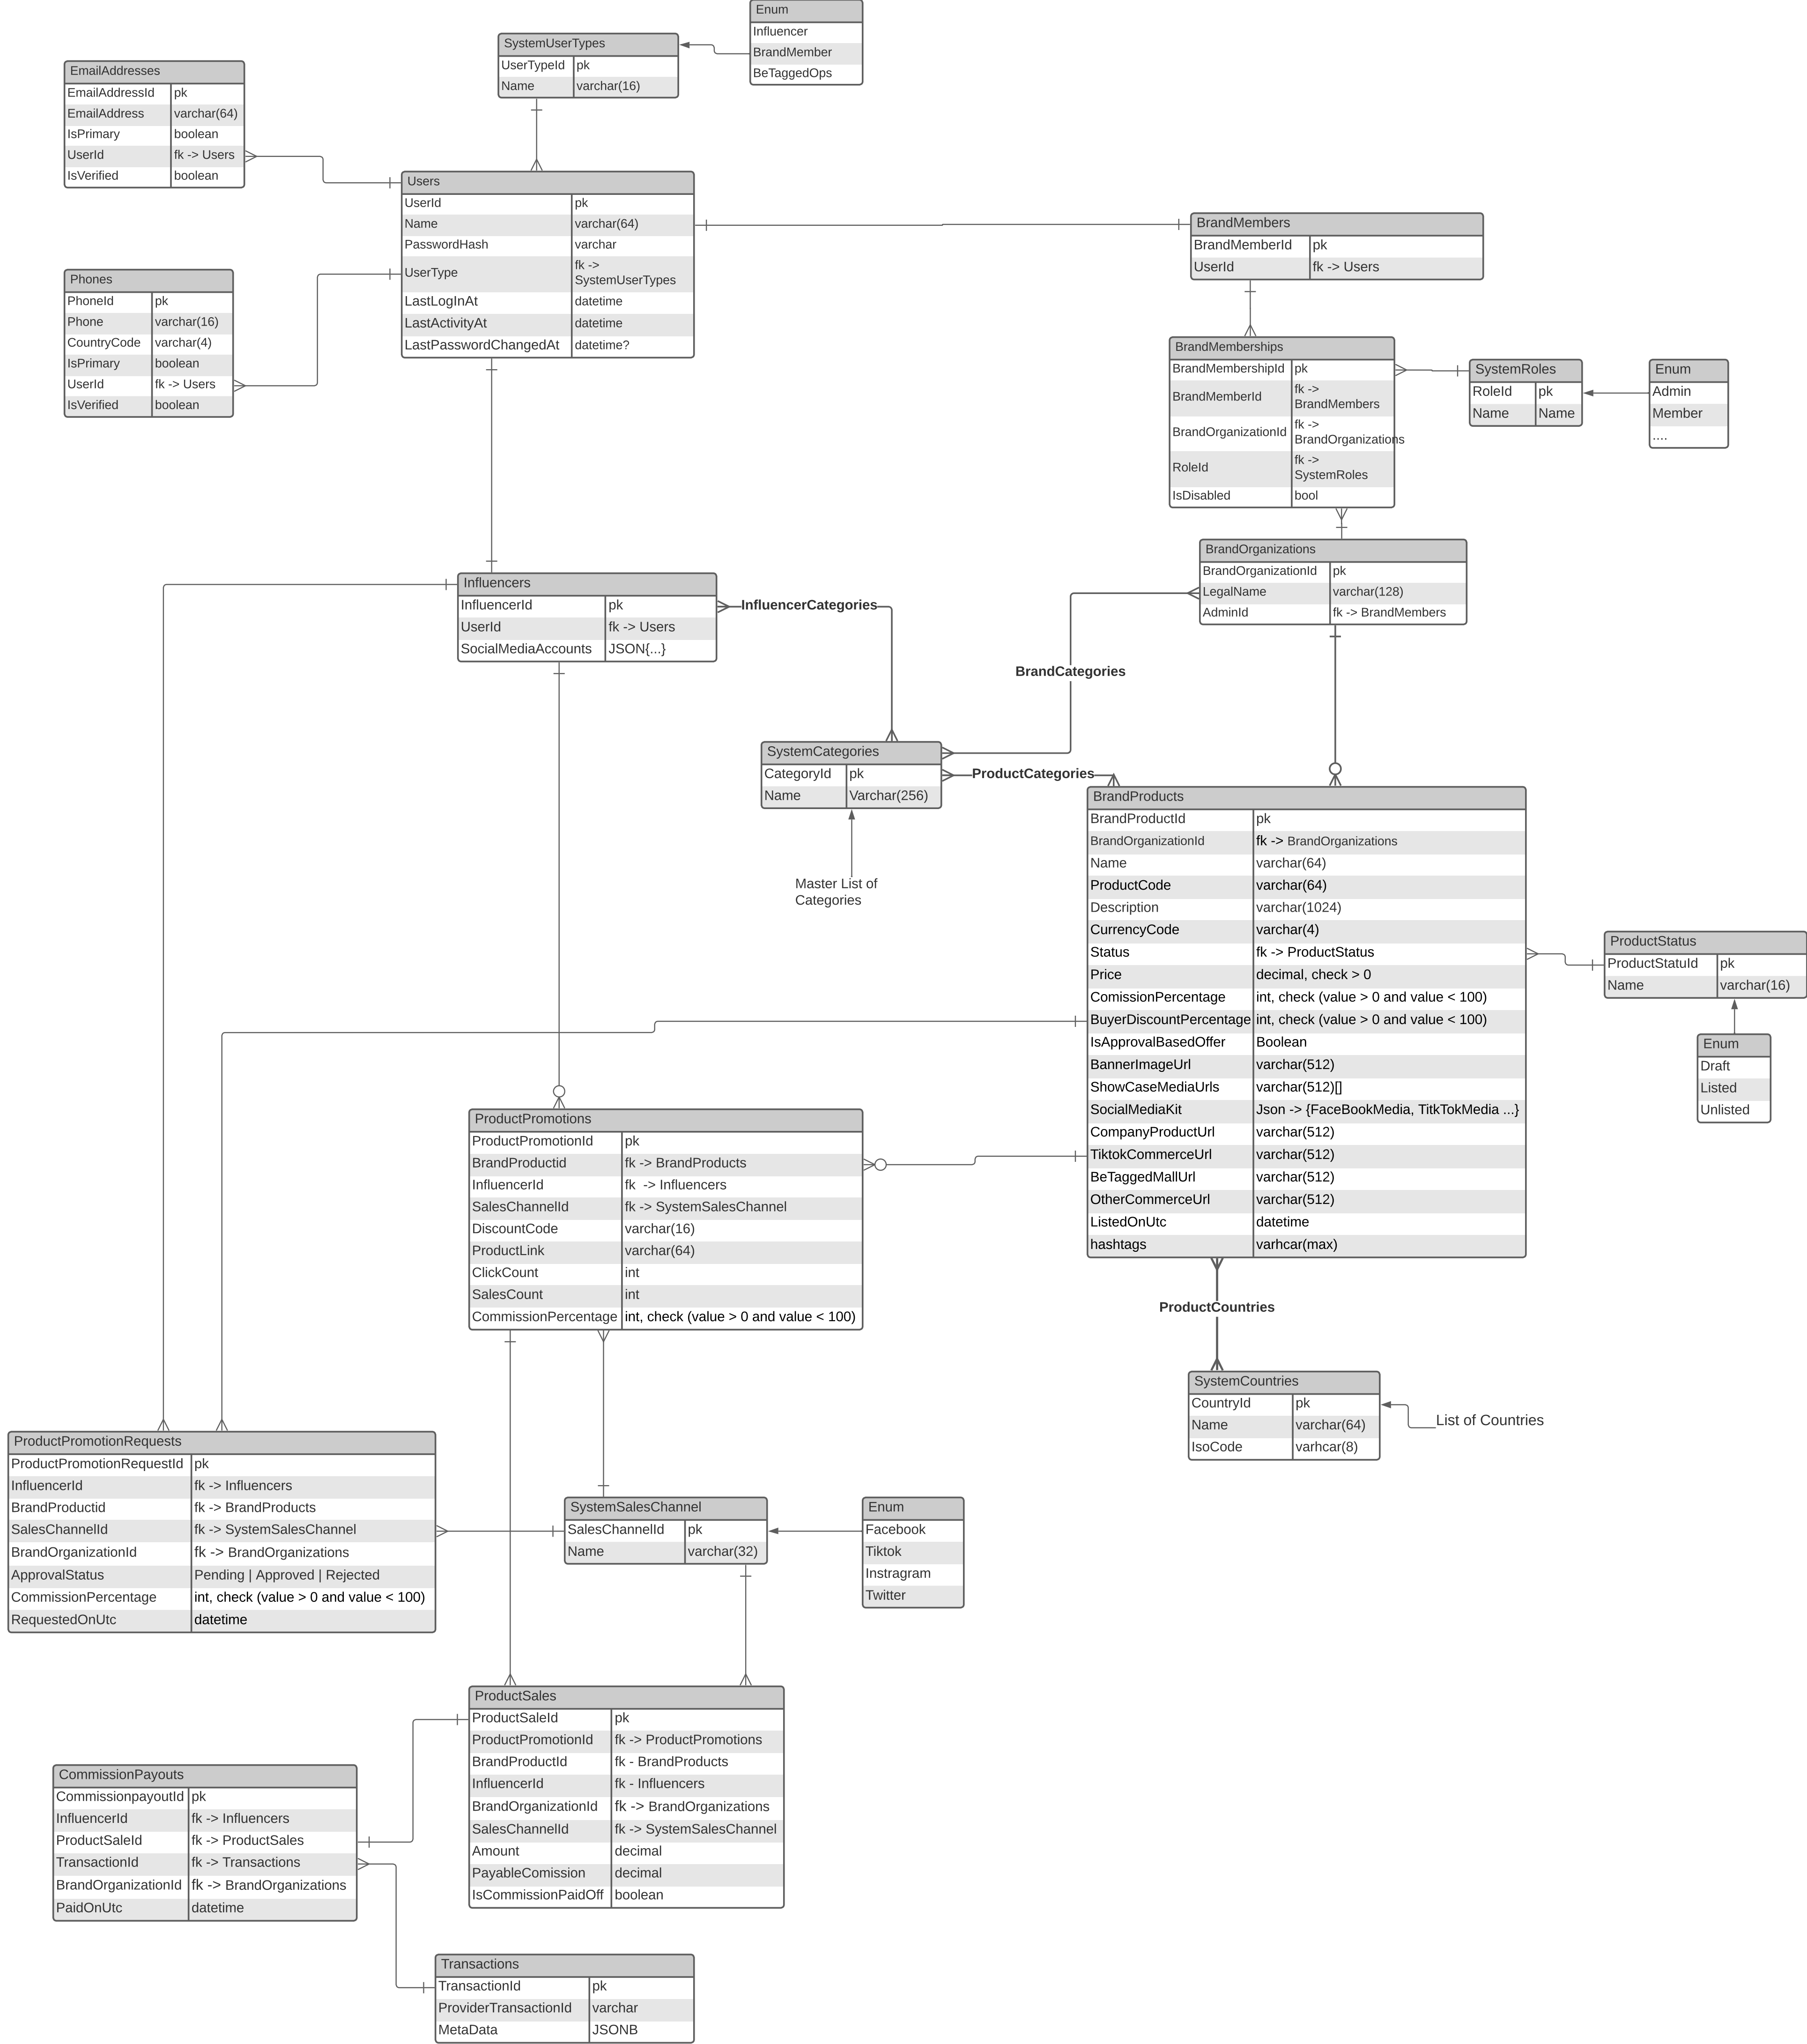 Enum
Influencer
BrandMember
BeTaggedOps
SystemUserTypes
UserTypeId pk
Name varchar(16)
EmailAddresses
EmailAddressId pk
EmailAddress varchar(64)
IsPrimary boolean
UserId fk -> Users
IsVerified boolean
Users
UserId pk
Name varchar(64)
PasswordHash varchar
UserType fk ->
SystemUserTypes
LastLogInAt datetime
LastActivityAt datetime
LastPasswordChangedAt datetime?
BrandMembers
BrandMemberId pk
UserId fk -> Users
Phones
PhoneId pk
Phone varchar(16)
CountryCode varchar(4)
IsPrimary boolean
UserId fk -> Users
IsVerified boolean
BrandMemberships
BrandMembershipId pk
BrandMemberId fk ->
BrandMembers
BrandOrganizationId fk ->
BrandOrganizations
RoleId fk ->
SystemRoles
IsDisabled bool
SystemRoles
RoleId pk
Name Name
Enum
Admin
Member
....
BrandOrganizations
BrandOrganizationId pk
LegalName varchar(128)
AdminId fk -> BrandMembers
Influencers
InfluencerId pk
UserId fk -> Users
SocialMediaAccounts JSON{...}
InfluencerCategories
BrandCategories
SystemCategories
CategoryId pk
Name Varchar(256)
ProductCategories
Master List of
Categories
BrandProducts
BrandProductId pk
BrandOrganizationId fk -> BrandOrganizations
Name varchar(64)
ProductCode varchar(64)
Description varchar(1024)
CurrencyCode varchar(4)
Status fk -> ProductStatus
Price decimal, check > 0
ComissionPercentage int, check (value > 0 and value < 100)
BuyerDiscountPercentage int, check (value > 0 and value < 100)
IsApprovalBasedOffer Boolean
BannerImageUrl varchar(512)
ShowCaseMediaUrls varchar(512)[]
SocialMediaKit Json -> {FaceBookMedia, TitkTokMedia ...}
CompanyProductUrl varchar(512)
TiktokCommerceUrl varchar(512)
BeTaggedMallUrl varchar(512)
OtherCommerceUrl varchar(512)
ListedOnUtc datetime
hashtags varhcar(max)
ProductStatus
ProductStatuId pk
Name varchar(16)
Enum
Draft
Listed
Unlisted
ProductPromotions
ProductPromotionId pk
BrandProductid fk -> BrandProducts
InfluencerId fk  -> Influencers
SalesChannelId fk -> SystemSalesChannel
DiscountCode varchar(16)
ProductLink varchar(64)
ClickCount int
SalesCount int
CommissionPercentage int, check (value > 0 and value < 100)
ProductCountries
SystemCountries
CountryId pk
Name varchar(64)
IsoCode varhcar(8)
List of Countries
ProductPromotionRequests
ProductPromotionRequestId pk
InfluencerId fk -> Influencers
BrandProductid fk -> BrandProducts
SalesChannelId fk -> SystemSalesChannel
BrandOrganizationId fk -> BrandOrganizations
ApprovalStatus Pending | Approved | Rejected
CommissionPercentage int, check (value > 0 and value < 100)
RequestedOnUtc datetime
SystemSalesChannel
SalesChannelId pk
Name varchar(32)
Enum
Facebook
Tiktok
Instragram
Twitter
ProductSales
ProductSaleId pk
ProductPromotionId fk -> ProductPromotions
BrandProductId fk - BrandProducts
InfluencerId fk - Influencers
BrandOrganizationId fk -> BrandOrganizations
SalesChannelId fk -> SystemSalesChannel
Amount decimal
PayableComission decimal
IsCommissionPaidOff boolean
CommissionPayouts
CommissionpayoutId pk
InfluencerId fk -> Influencers
ProductSaleId fk -> ProductSales
TransactionId fk -> Transactions
BrandOrganizationId fk -> BrandOrganizations
PaidOnUtc datetime
Transactions
TransactionId pk
ProviderTransactionId varchar
MetaData JSONB